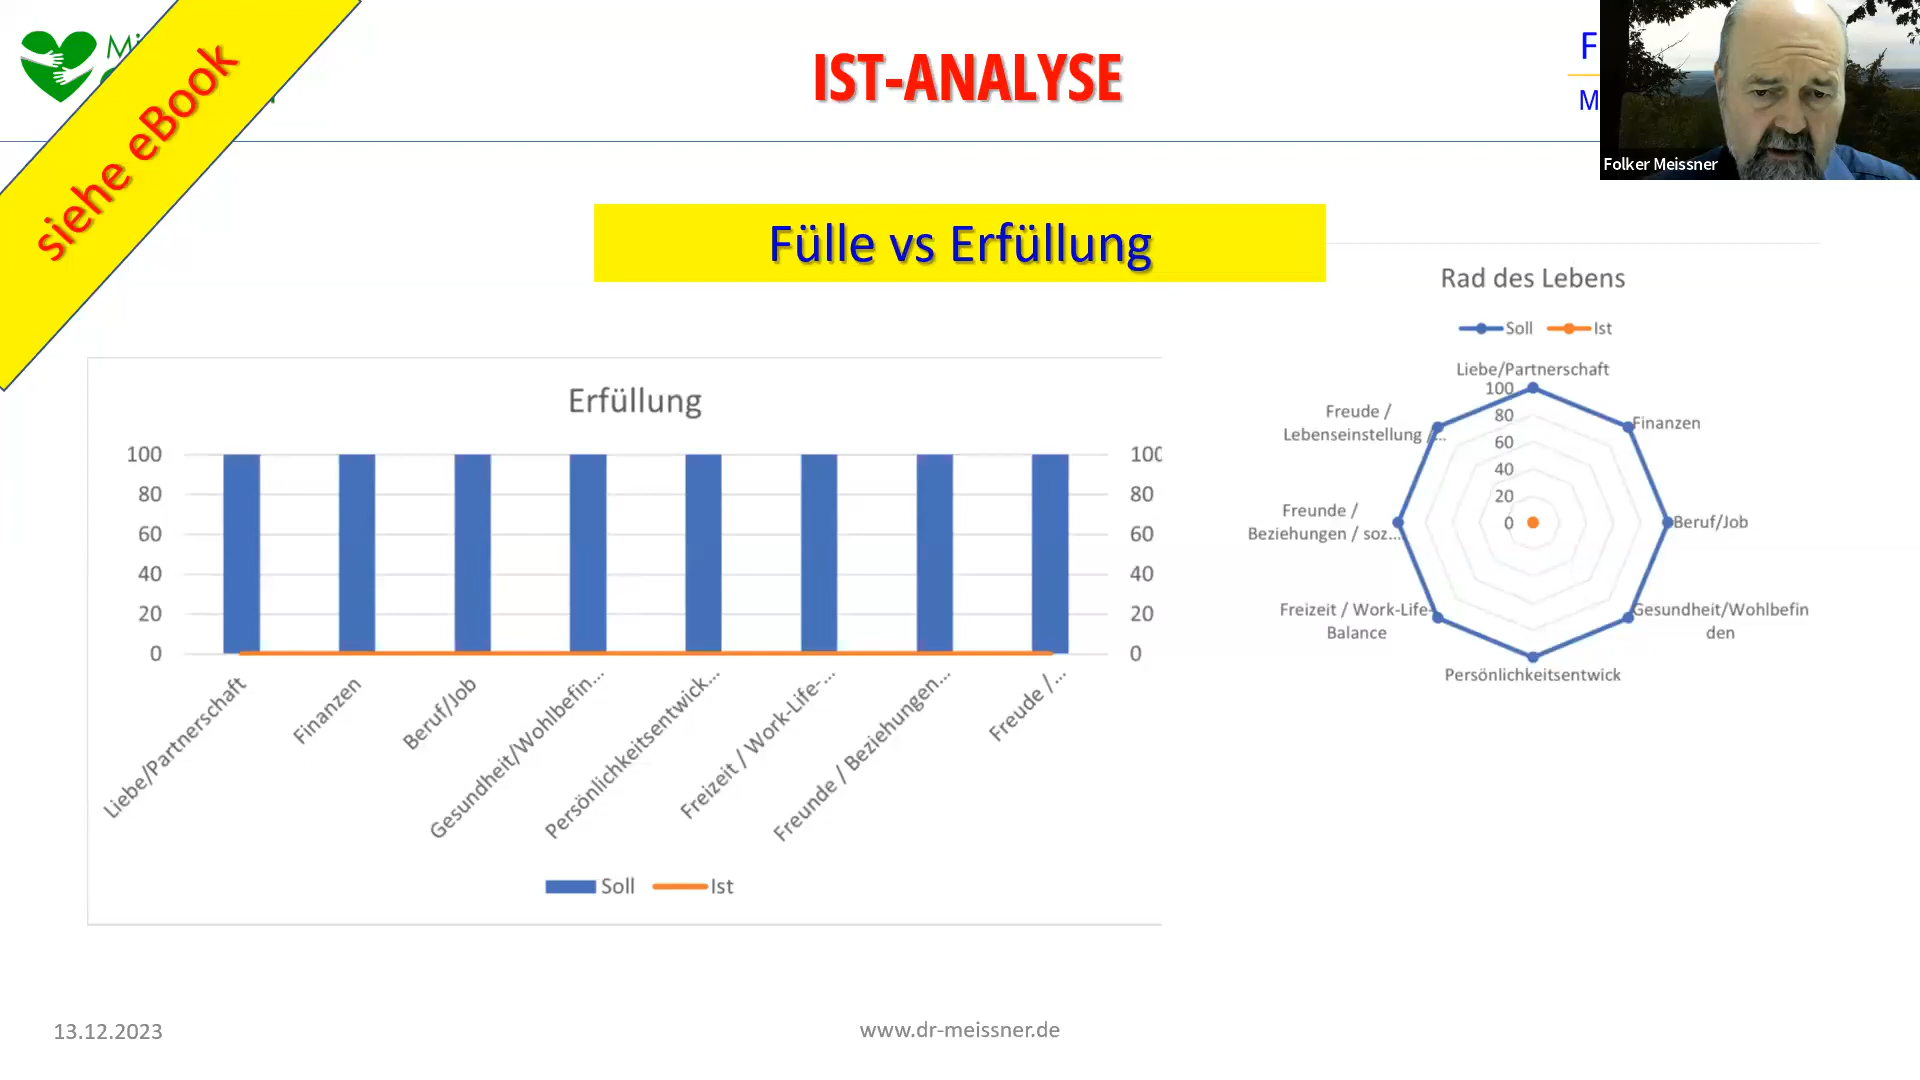 siehe eBook
IST-ANALYSE
Folker Meissner
Fülle vs Erfüllung
Erfüllung
100
80
60
40
20
0
100
80
60
40
20
0
Liebe/Partnerschaft
Finanzen
Beruf/Job
Gesundheit/Wohlbefin...
Persönlichkeitsentwick...
Freizeit / Work-Life-...
Freunde / Beziehungen...
Freude /...
Soll
Ist
Rad des Lebens
Soll
Ist
Liebe/Partnerschaft
100
80
60
40
20
0
Finanzen
Beruf/Job
Gesundheit/Wohlbefin
den
Persönlichkeitsentwick
Freizeit / Work-Life-
Balance
Freunde /
Beziehungen / soz....
Freude /
Lebenseinstellung /...
13.12.2023
www.dr-meissner.de